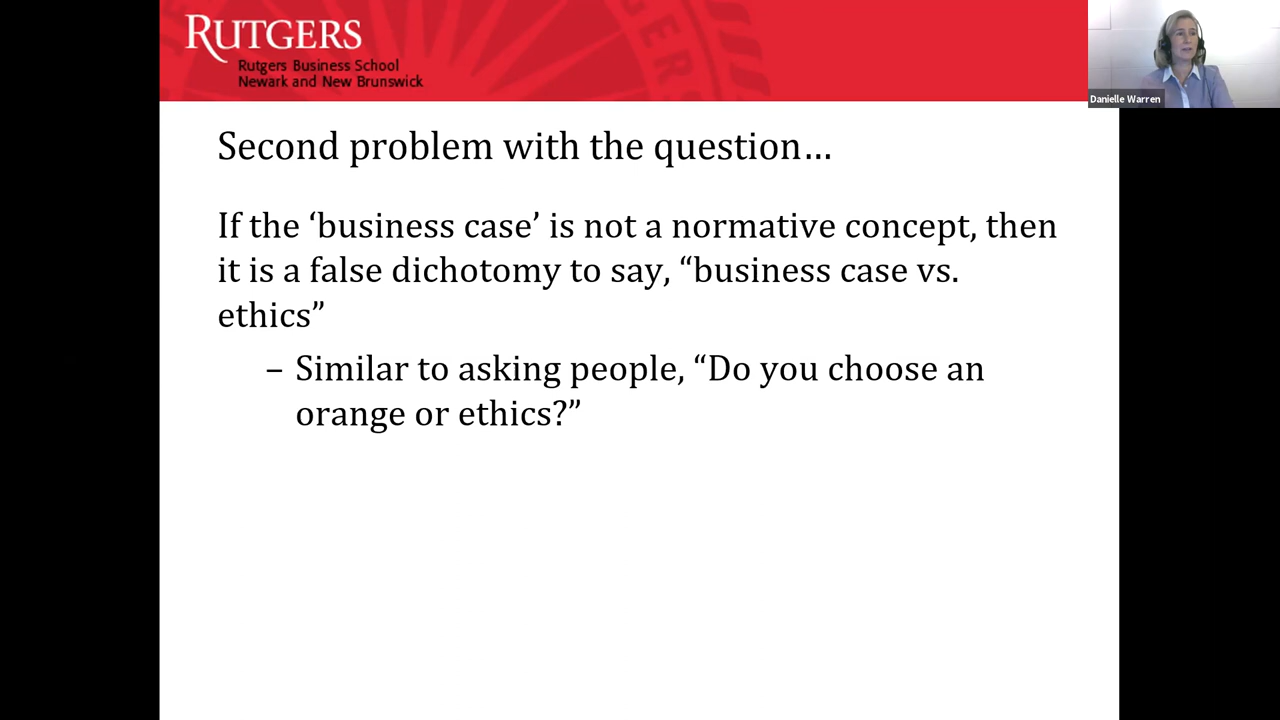 RUTGERS
Rutgers Business School
Newark and New Brunswick
Danielle Warren
Second problem with the question…
If the ‘business case’ is not a normative concept, then
it is a false dichotomy to say, “business case vs.
ethics”
– Similar to asking people, “Do you choose an
orange or ethics?”